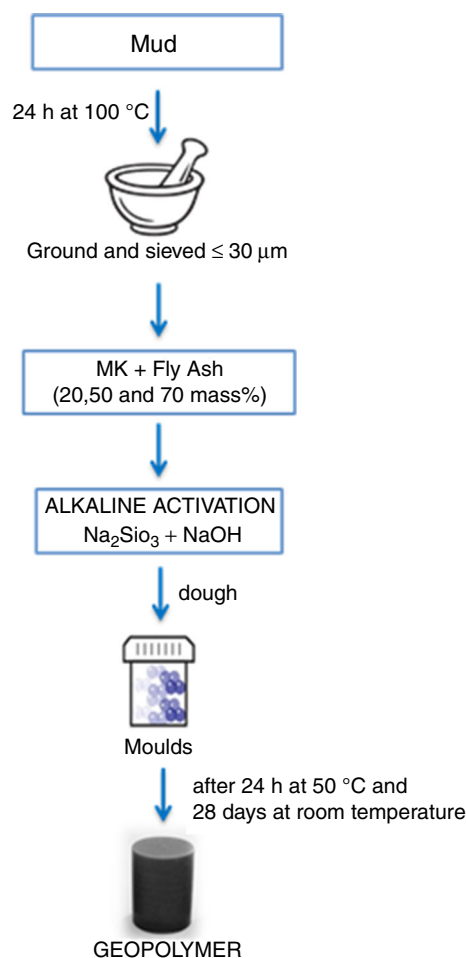 Mud
24 h at 100 °C
Ground and sieved ≤ 30 μm
MK + Fly Ash
(20,50 and 70 mass%)
ALKALINE ACTIVATION
Na₂Sio₃ + NaOH
dough
Moulds
after 24 h at 50 °C and
28 days at room temperature
GEOPOLYMER